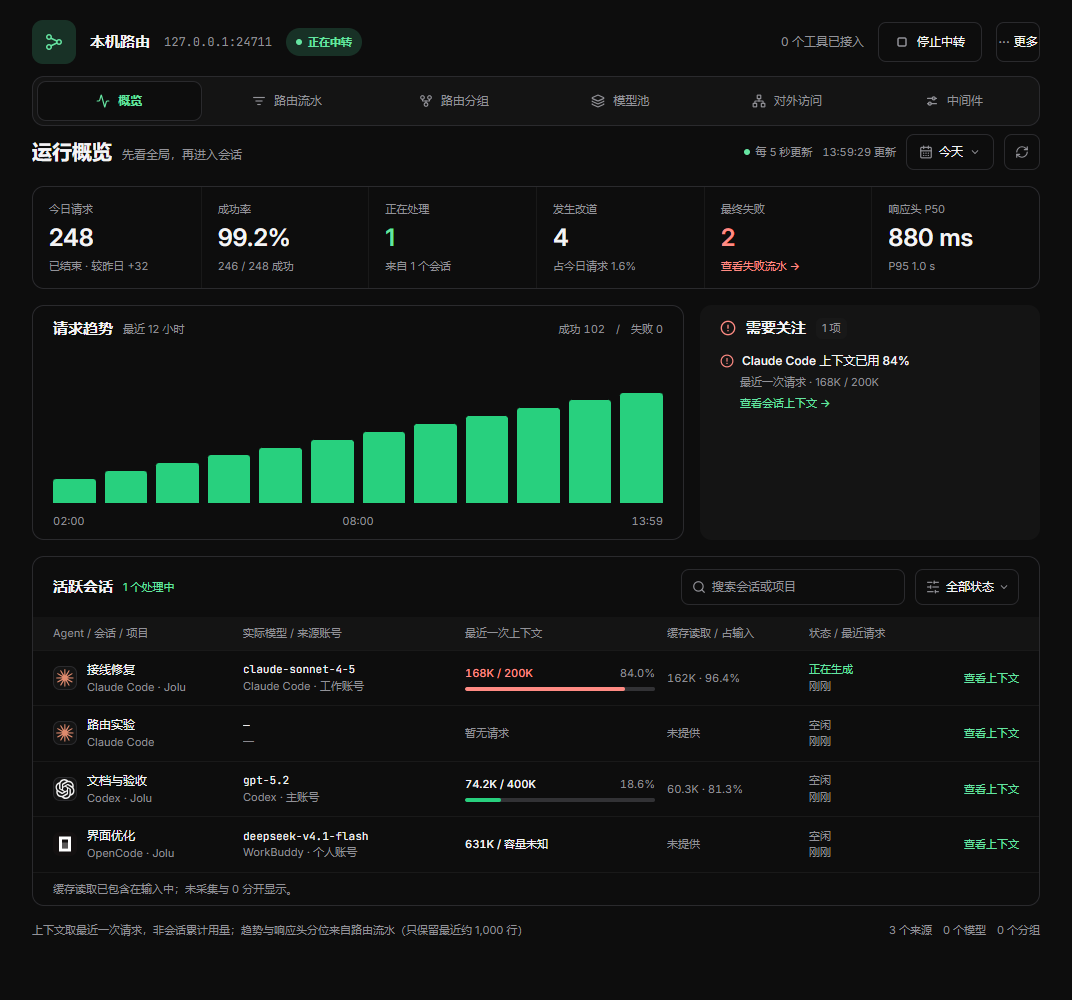 本机路由 127.0.0.1:24711 正在中转 0 个工具已接入 停止中转 ··· 更多
概览 路由流水 路由分组 模型池 对外访问 中间件
运行概览 先看全局，再进入会话 每 5 秒更新 13:59:29 更新 今天
今日请求 成功率 正在处理 发生改道 最终失败 响应头 P50
248 99.2% 1 4 2 880 ms
已结束 · 较昨日 +32 246 / 248 成功 来自 1 个会话 占今日请求 1.6% 查看失败流水 → P95 1.0 s
请求趋势 最近 12 小时 成功 102 / 失败 0
02:00 08:00 13:59
需要关注 1 项
Claude Code 上下文已用 84%
最近一次请求 · 168K / 200K
查看会话上下文 →
活跃会话 1 个处理中 搜索会话或项目 全部状态
Agent / 会话 / 项目 实际模型 / 来源账号 最近一次上下文 缓存读取 / 占输入 状态 / 最近请求
接线修复 claude-sonnet-4-5 168K / 200K 84.0% 162K · 96.4% 正在生成 查看上下文
Claude Code · Jolu Claude Code · 工作账号 刚刚
路由实验 — 暂无请求 未提供 空闲 查看上下文
Claude Code — 刚刚
文档与验收 gpt-5.2 74.2K / 400K 18.6% 60.3K · 81.3% 空闲 查看上下文
Codex · Jolu Codex · 主账号 刚刚
界面优化 deepseek-v4.1-flash 631K / 容量未知 未提供 空闲 查看上下文
OpenCode · Jolu WorkBuddy · 个人账号 刚刚
缓存读取已包含在输入中；未采集与 0 分开显示。
上下文取最近一次请求，非会话累计用量；趋势与响应头分位来自路由流水（只保留最近约 1,000 行） 3 个来源 0 个模型 0 个分组